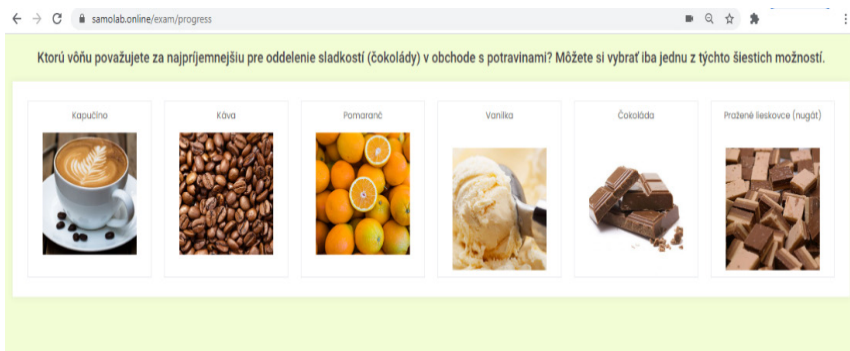 samolab.online/exam/progress
Ktorú vôňu považujete za najpríjemnejšiu pre oddelenie sladkostí (čokolády) v obchode s potravinami? Môžete si vybrať iba jednu z týchto šiestich možností.
Kapučíno
Káva
Pomaranč
Vanilka
Čokoláda
Pražené lieskovce (nugát)